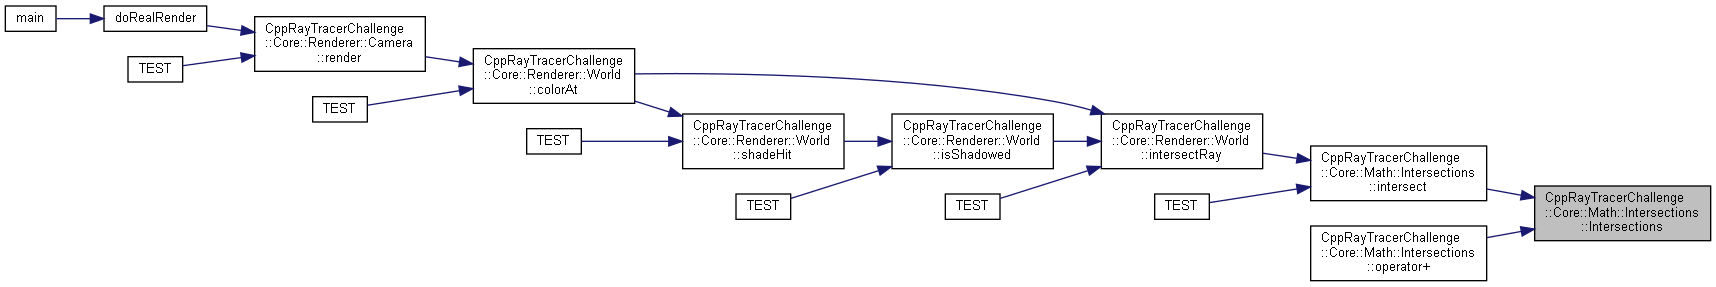 main
doRealRender
TEST
CppRayTracerChallenge
::Core::Renderer::Camera
::render
TEST
CppRayTracerChallenge
::Core::Renderer::World
::colorAt
TEST
CppRayTracerChallenge
::Core::Renderer::World
::shadeHit
TEST
CppRayTracerChallenge
::Core::Renderer::World
::isShadowed
TEST
CppRayTracerChallenge
::Core::Renderer::World
::intersectRay
TEST
CppRayTracerChallenge
::Core::Math::Intersections
::intersect
CppRayTracerChallenge
::Core::Math::Intersections
::operator+
CppRayTracerChallenge
::Core::Math::Intersections
::Intersections